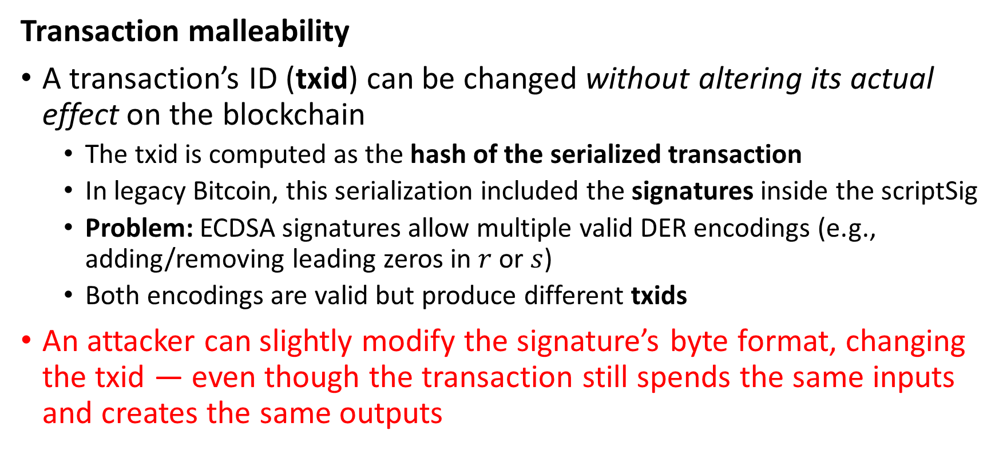 Transaction malleability
• A transaction’s ID (txid) can be changed without altering its actual
effect on the blockchain
• The txid is computed as the hash of the serialized transaction
• In legacy Bitcoin, this serialization included the signatures inside the scriptSig
• Problem: ECDSA signatures allow multiple valid DER encodings (e.g.,
adding/removing leading zeros in r or s)
• Both encodings are valid but produce different txids
• An attacker can slightly modify the signature’s byte format, changing
the txid — even though the transaction still spends the same inputs
and creates the same outputs